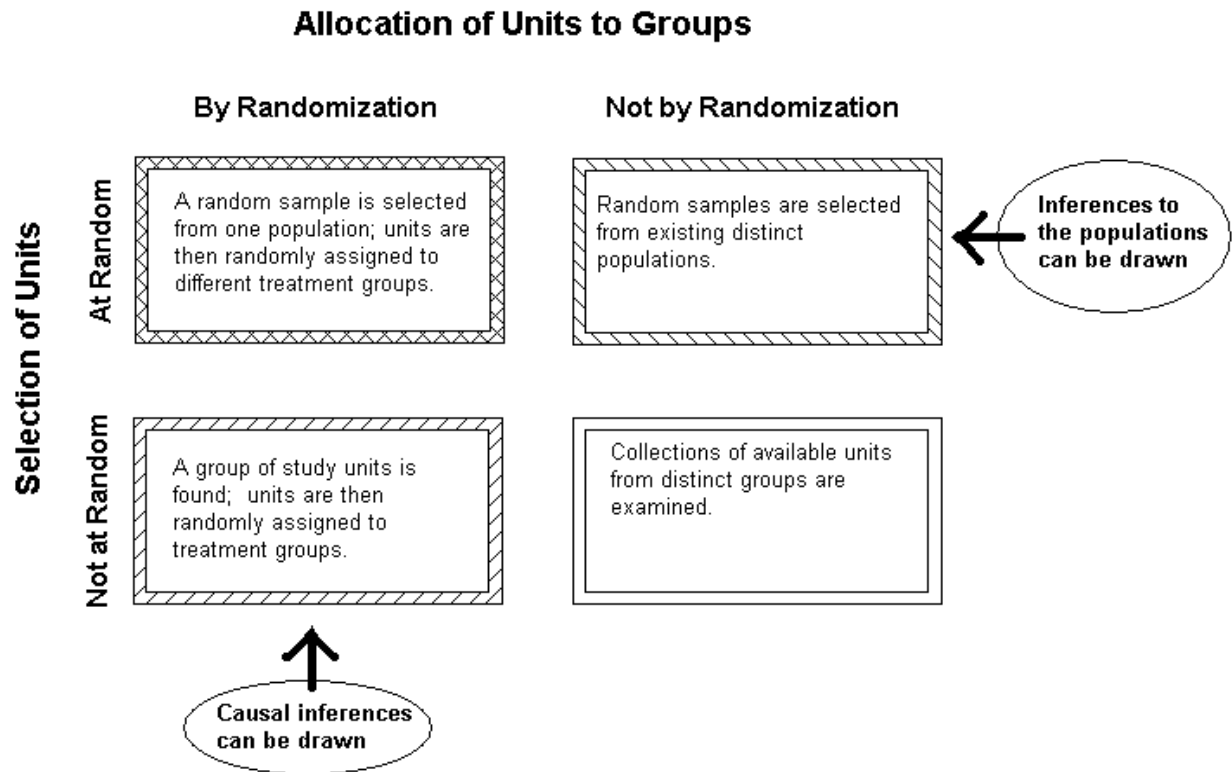 Allocation of Units to Groups
By Randomization
Not by Randomization
Selection of Units
At Random
A random sample is selected
from one population; units are
then randomly assigned to
different treatment groups.
Random samples are selected
from existing distinct
populations.
Inferences to
the populations
can be drawn
Not at Random
A group of study units is
found;  units are then
randomly assigned to
treatment groups.
Collections of available units
from distinct groups are
examined.
Causal inferences
can be drawn